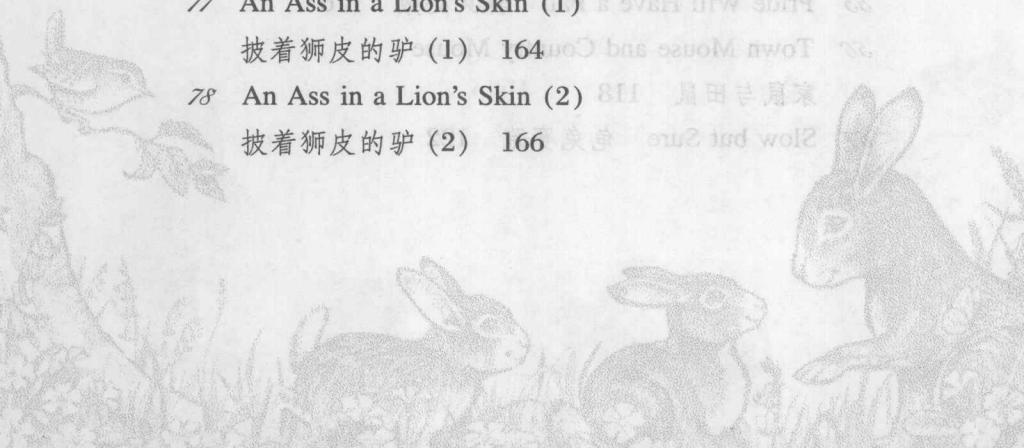 77 An Ass in a Lion's Skin (1)
披着狮皮的驴 (1) 164
78 An Ass in a Lion's Skin (2)
披着狮皮的驴 (2) 166